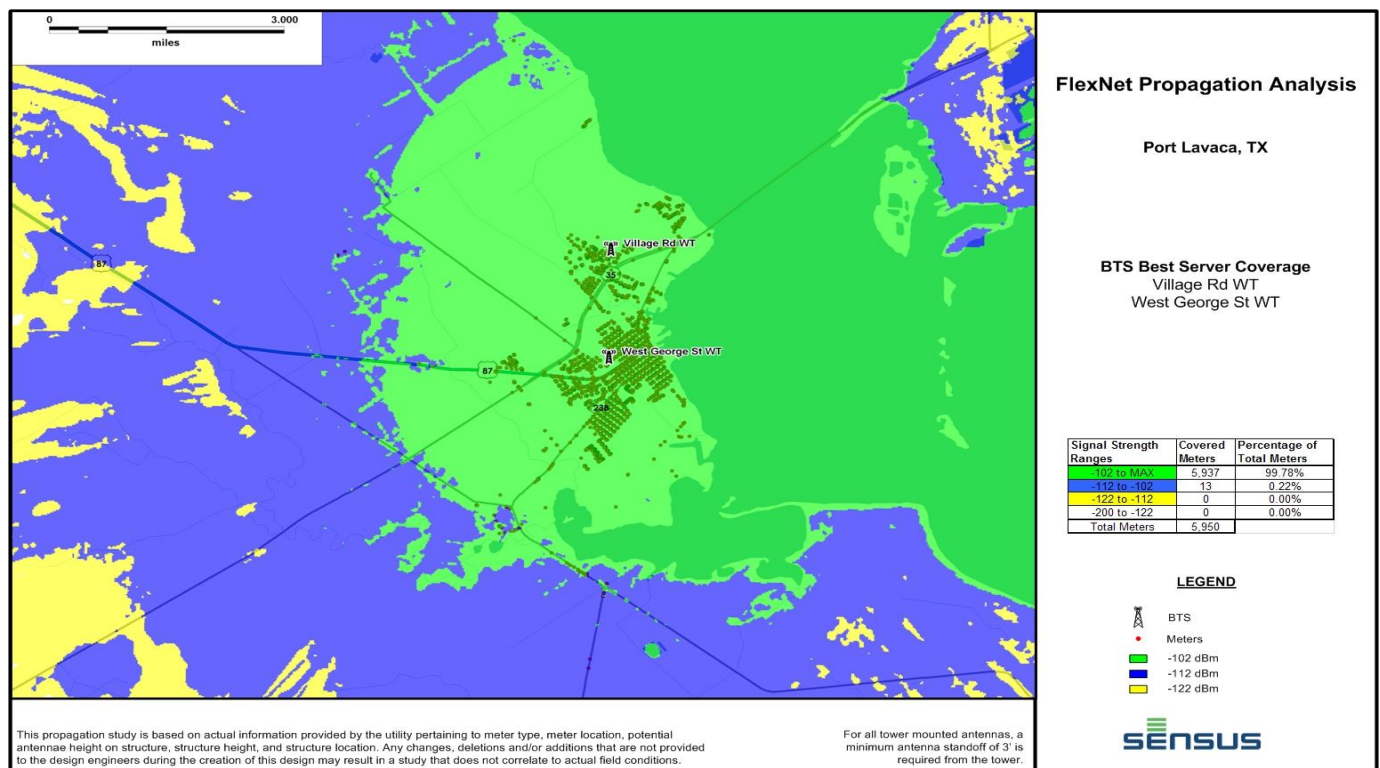 0 3.000
miles
87
Village Rd WT
35
West George St WT
87
238
FlexNet Propagation Analysis
Port Lavaca, TX
BTS Best Server Coverage
Village Rd WT
West George St WT
Signal Strength Ranges Covered Meters Percentage of Total Meters
-102 to MAX 5,937 99.78%
-112 to -102 13 0.22%
-122 to -112 0 0.00%
-200 to -122 0 0.00%
Total Meters 5,950
LEGEND
BTS
Meters
-102 dBm
-112 dBm
-122 dBm
SENSUS
This propagation study is based on actual information provided by the utility pertaining to meter type, meter location, potential
antennae height on structure, structure height, and structure location. Any changes, deletions and/or additions that are not provided
to the design engineers during the creation of this design may result in a study that does not correlate to actual field conditions.
For all tower mounted antennas, a
minimum antenna standoff of 3' is
required from the tower.